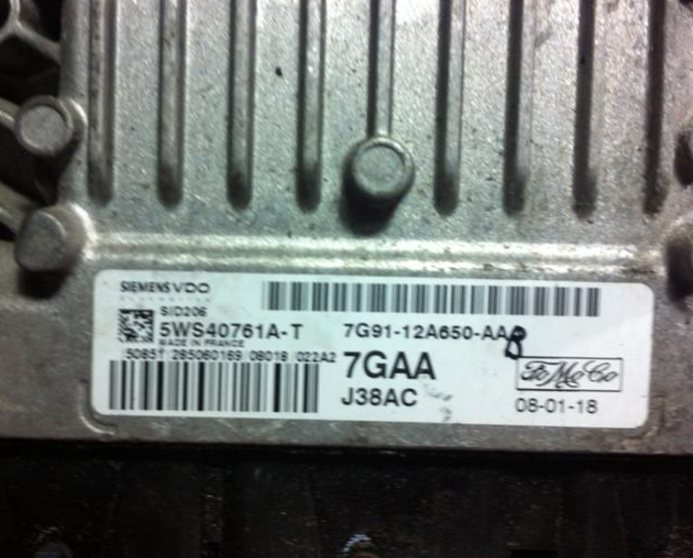 SIEMENS VDO
SID206
5WS40761A-T 7G91-12A650-AA
MADE IN FRANCE
50851 285060169 08018 022A2
7GAA
FoMoCo
J38AC
08-01-18